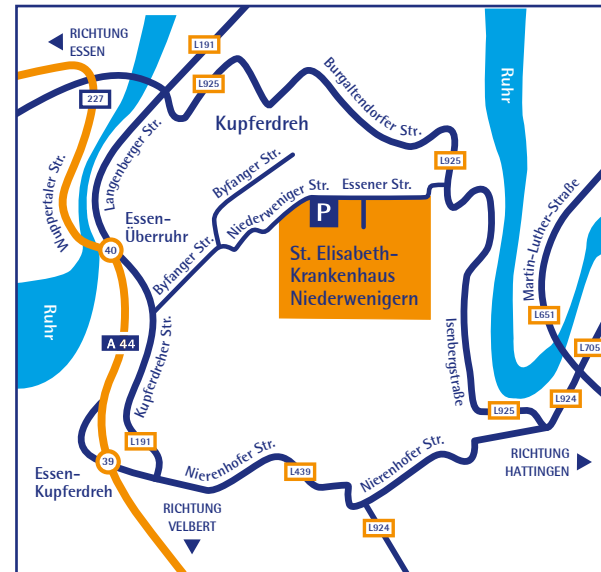 RICHTUNG
ESSEN
L191
227
L925
Burgaltendorfer Str.
Ruhr
Kupferdreh
Langenberger Str.
Wuppertaler Str.
L925
Byfanger Str.
Niederweniger Str.
Essener Str.
P
Martin-Luther-Straße
Essen-
Überruhr
40
Byfanger Str.
St. Elisabeth-
Krankenhaus
Niederwenigern
Ruhr
L651
Isenbergstraße
A 44
Kupferdreher Str.
L705
L924
L925
L191
39
Essen-
Kupferdreh
Nierenhofer Str.
L439
Nierenhofer Str.
RICHTUNG
HATTINGEN
RICHTUNG
VELBERT
L924